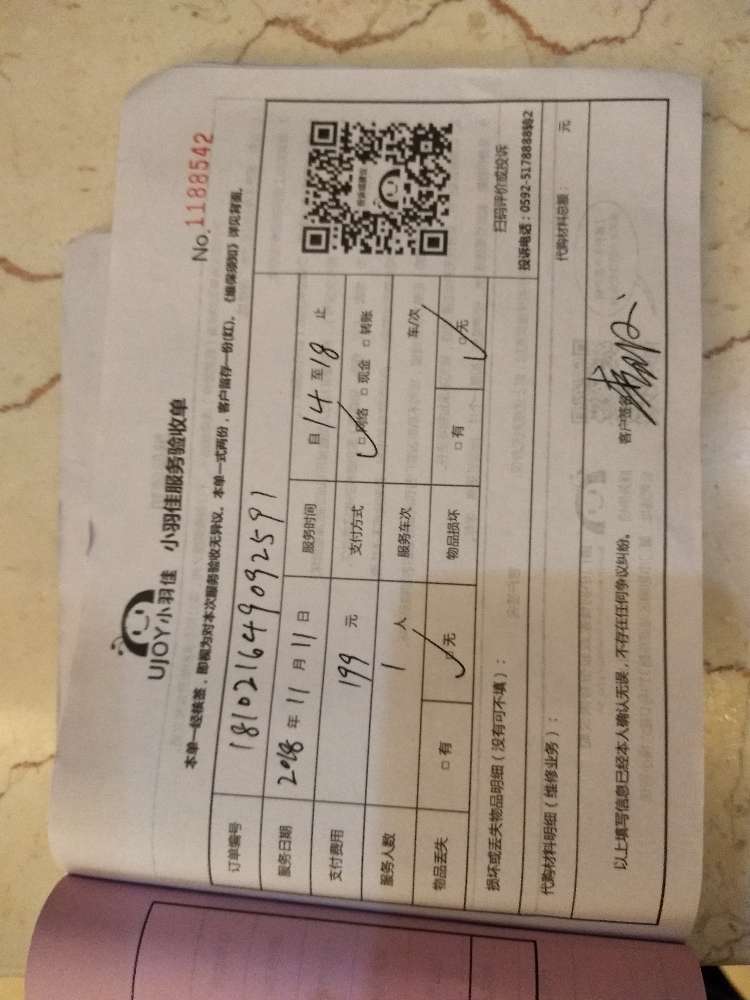 UJOY小羽佳 小羽佳服务验收单
No.1188542
本单一经核签，即视为对本次服务验收无异议。本单一式两份，客户留存一份(红)。《维保须知》详见背面。
订单编号 181021649092591
服务日期 2018 年 11 月 11 日 服务时间 自 14 至 18 止
支付费用 199 元 支付方式 ☑ 网络 □ 现金 □ 转账
服务人数 1 人 服务车次 车/次
物品丢失 □ 有 ☑ 无 物品损坏 □ 有 ☑ 无
扫码评价或投诉
投诉电话：0592-5178888转2
损坏或丢失物品明细（没有可不填）：
代购材料明细（维修业务）： 代购材料总额： 元
以上填写信息已经本人确认无误，不存在任何争议纠纷。 客户签名